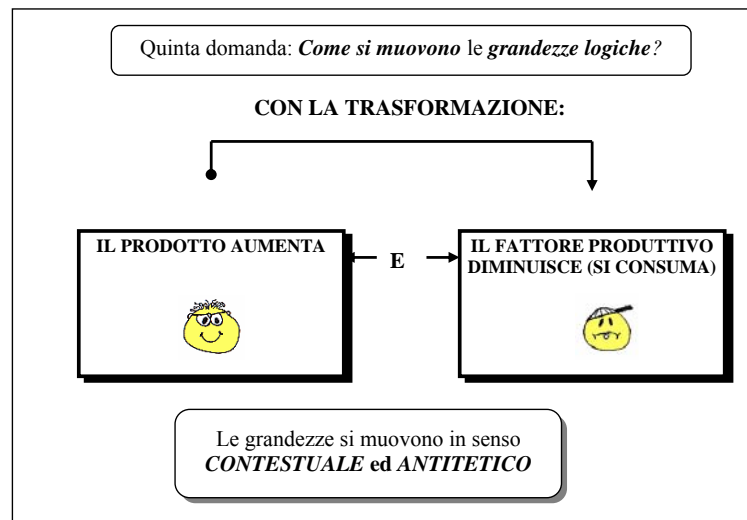 Quinta domanda: Come si muovono le grandezze logiche?
CON LA TRASFORMAZIONE:
IL PRODOTTO AUMENTA
E
IL FATTORE PRODUTTIVO
DIMINUISCE (SI CONSUMA)
Le grandezze si muovono in senso
CONTESTUALE ed ANTITETICO